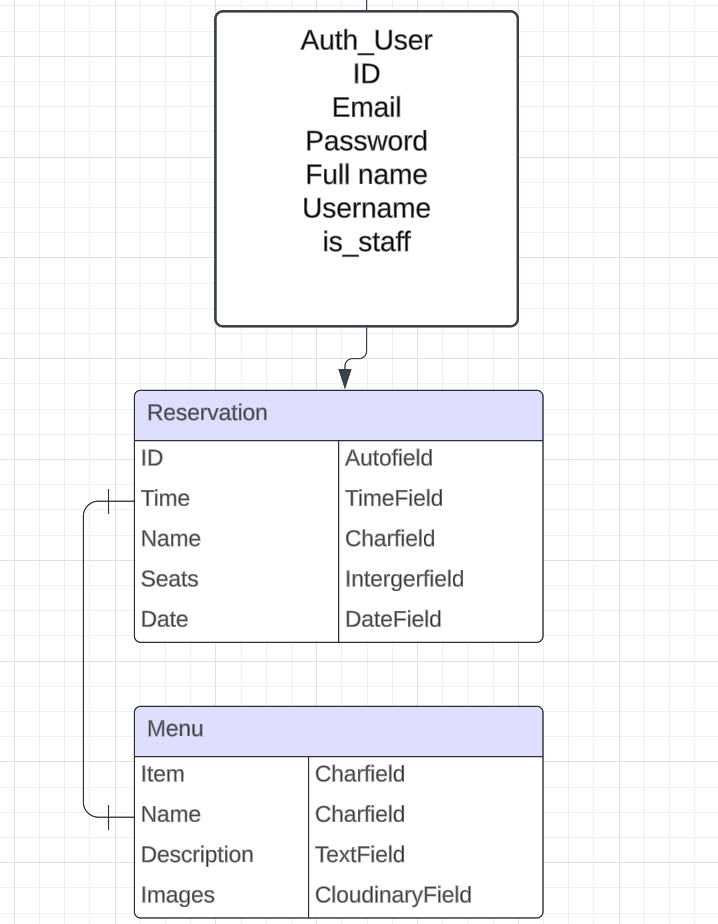 Auth_User
ID
Email
Password
Full name
Username
is_staff
Reservation
ID Autofield
Time TimeField
Name Charfield
Seats Intergerfield
Date DateField
Menu
Item Charfield
Name Charfield
Description TextField
Images CloudinaryField